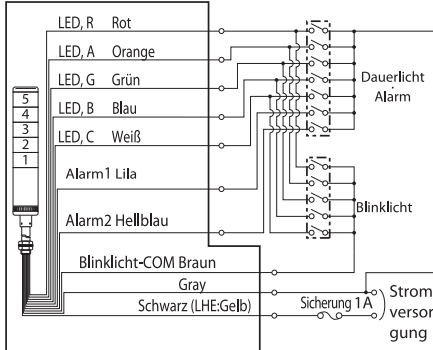 LED, R Rot
LED, A Orange
LED, G Grün
LED, B Blau
LED, C Weiß
Alarm1 Lila
Alarm2 Hellblau
Blinklicht-COM Braun
Gray
Schwarz (LHE:Gelb)
5
4
3
2
1
Dauerlicht
Alarm
Blinklicht
Sicherung 1A
Strom
versor
gung